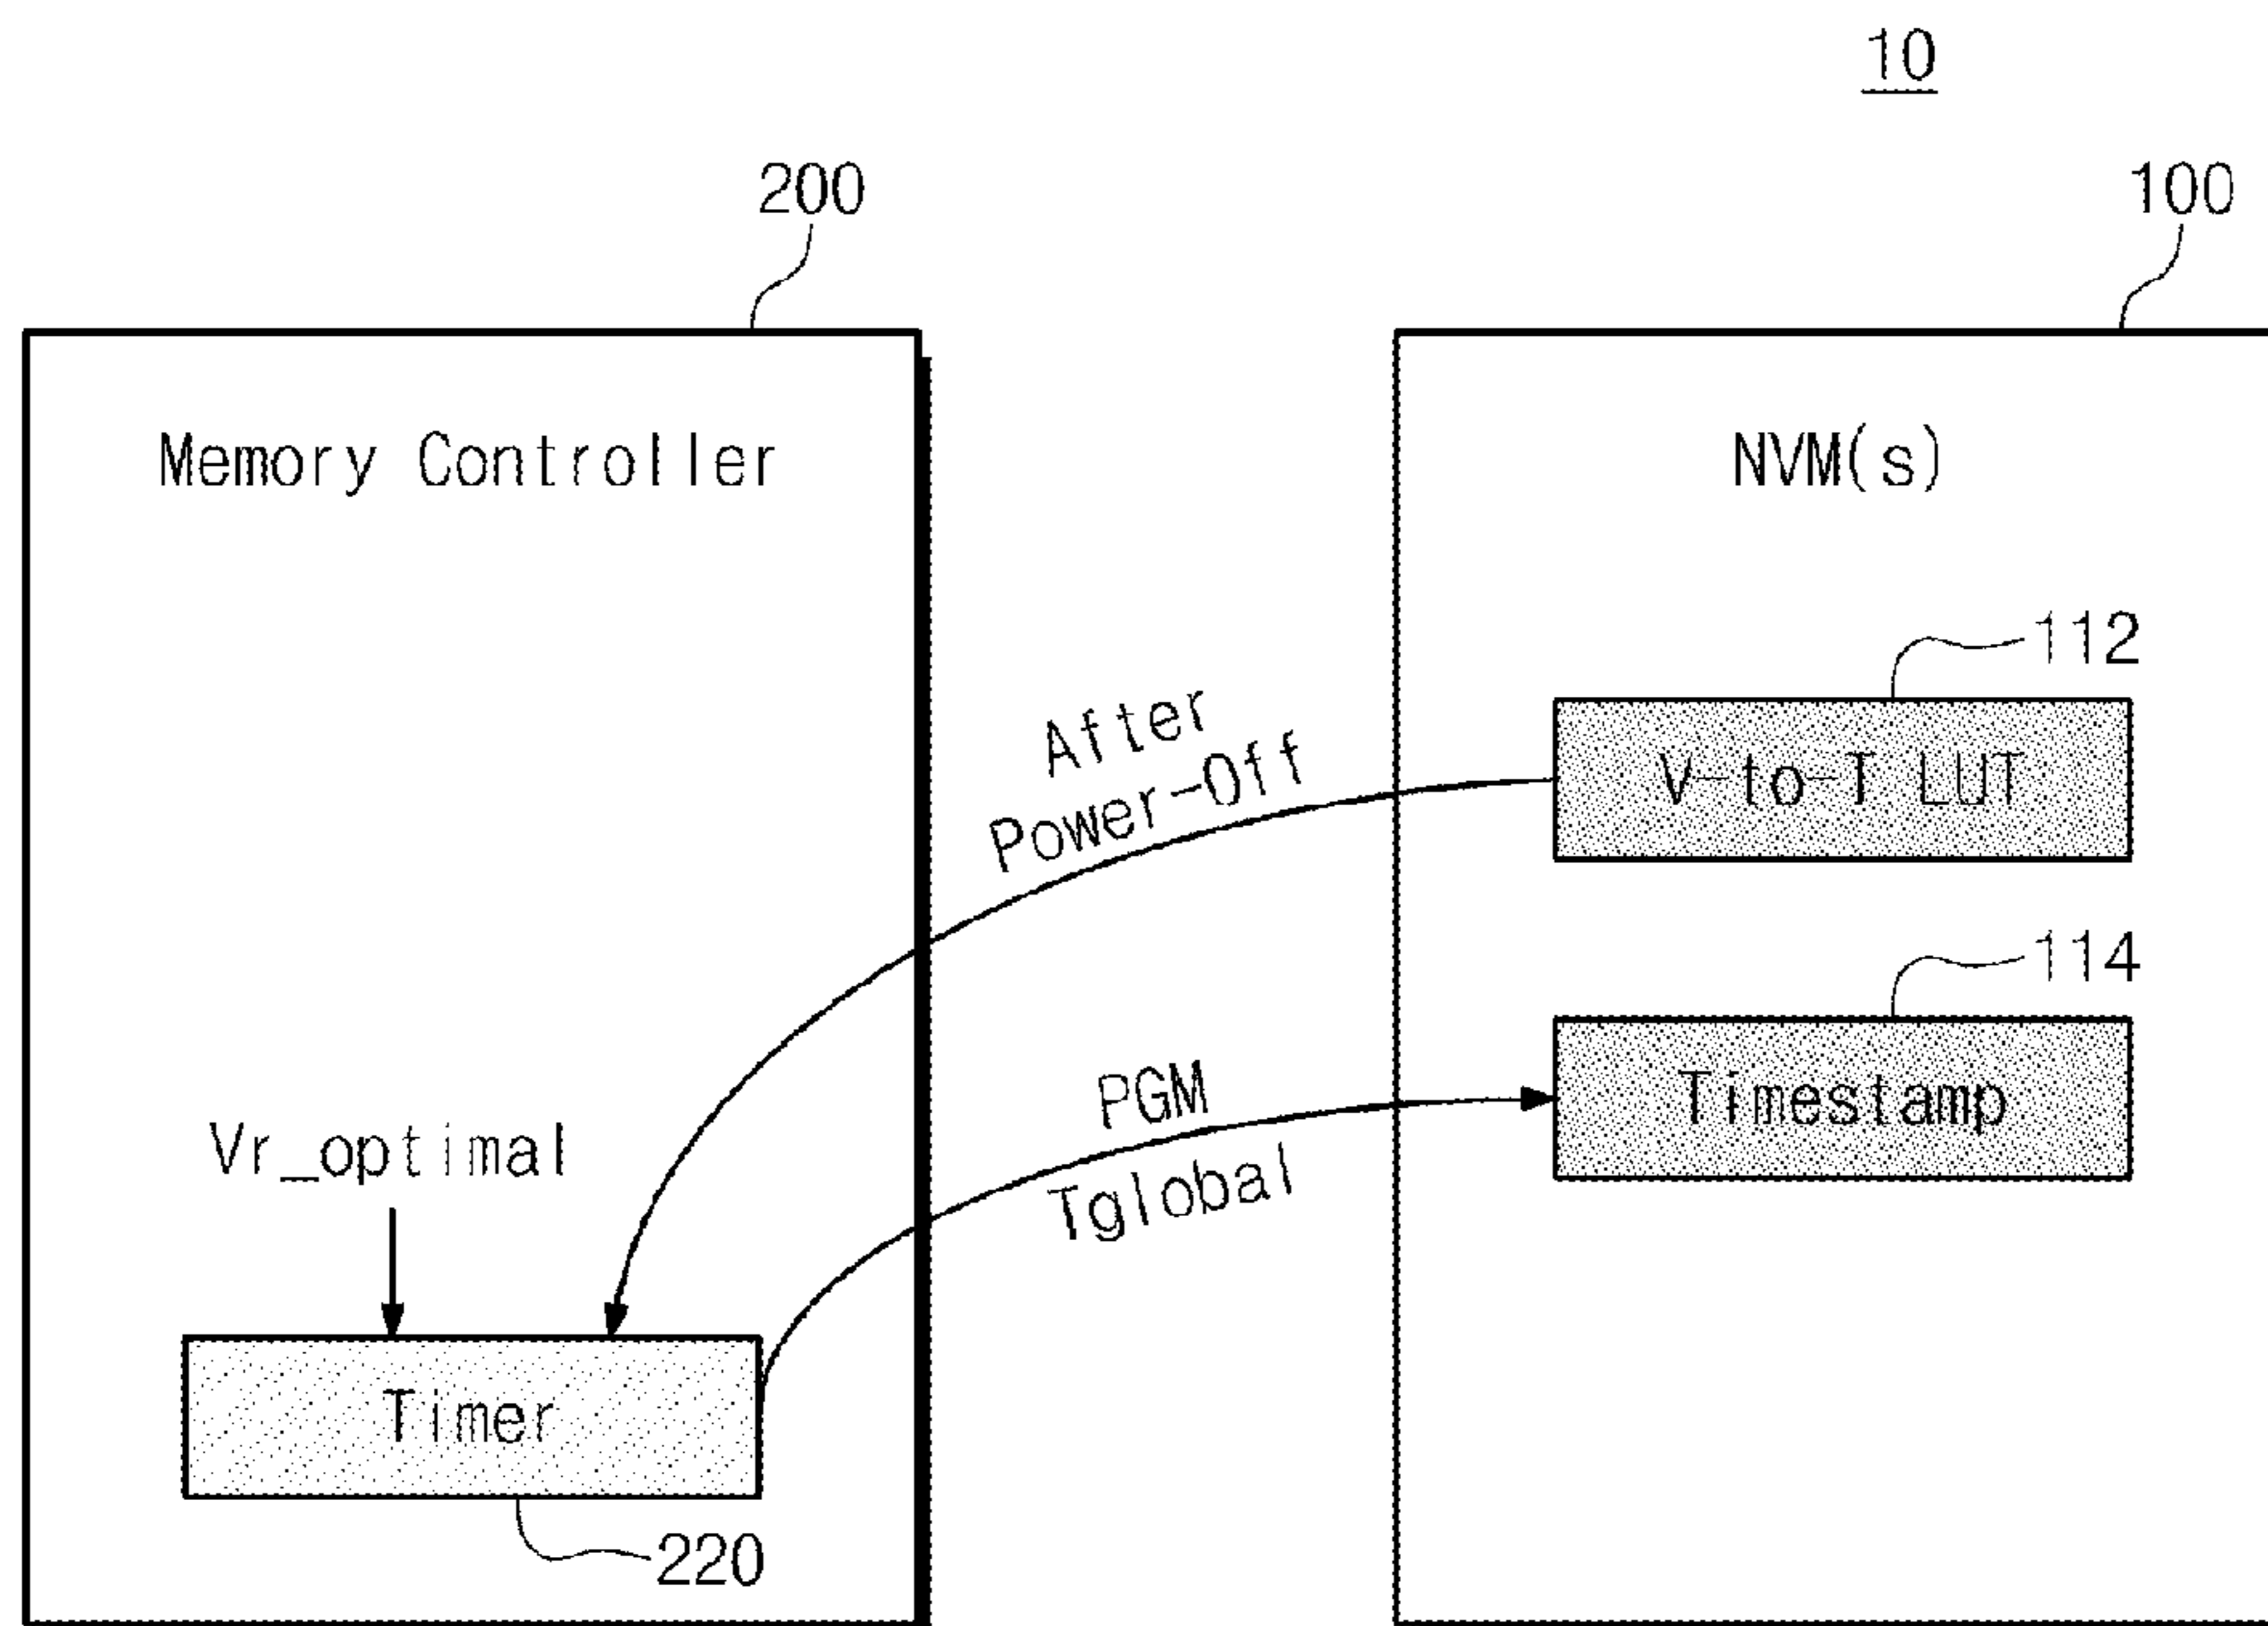 10
200
100
Memory Controller
NVM(s)
112
After
Power-Off
V-to-T LUT
114
PGM
Tglobal
Timestamp
Vr_optimal
Timer
220